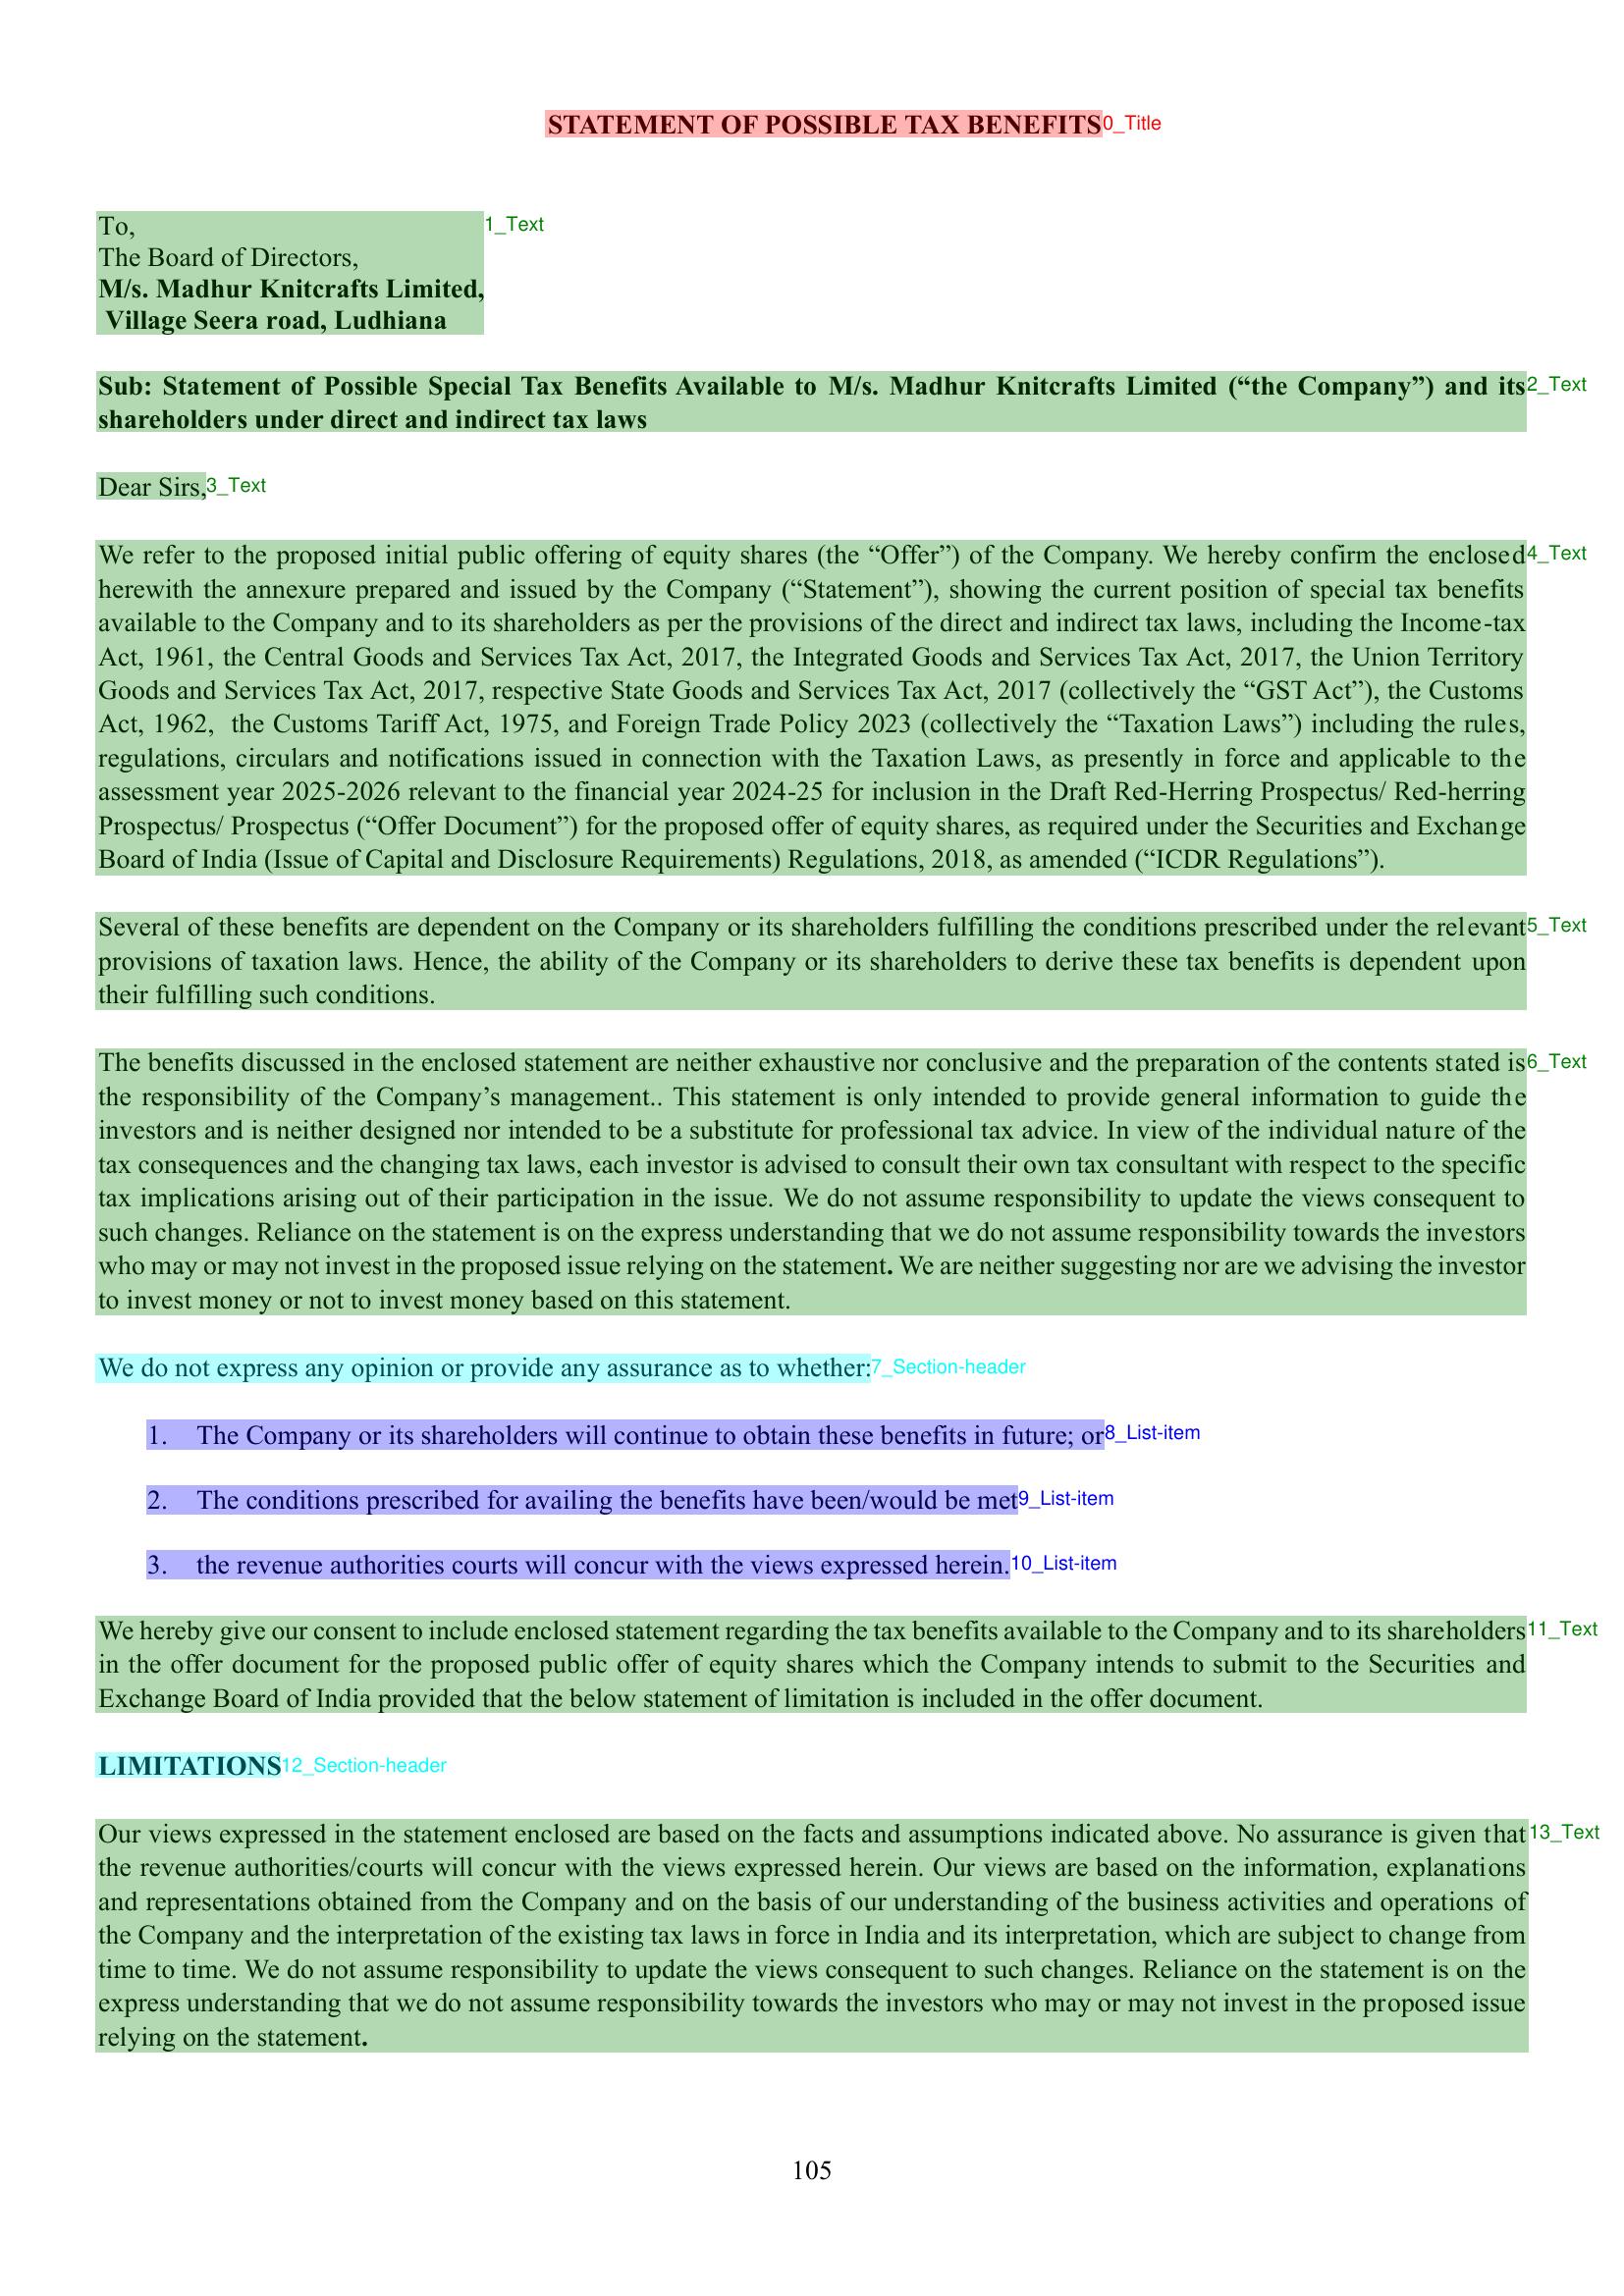 STATEMENT OF POSSIBLE TAX BENEFITS0_Title
To,
1_Text
The Board of Directors,
M/s. Madhur Knitcrafts Limited,
Village Seera road, Ludhiana
Sub: Statement of Possible Special Tax Benefits Available to M/s. Madhur Knitcrafts Limited (“the Company”) and its2_Text
shareholders under direct and indirect tax laws
Dear Sirs,3_Text
We refer to the proposed initial public offering of equity shares (the “Offer”) of the Company. We hereby confirm the enclosed4_Text
herewith the annexure prepared and issued by the Company (“Statement”), showing the current position of special tax benefits
available to the Company and to its shareholders as per the provisions of the direct and indirect tax laws, including the Income-tax
Act, 1961, the Central Goods and Services Tax Act, 2017, the Integrated Goods and Services Tax Act, 2017, the Union Territory
Goods and Services Tax Act, 2017, respective State Goods and Services Tax Act, 2017 (collectively the “GST Act”), the Customs
Act, 1962, the Customs Tariff Act, 1975, and Foreign Trade Policy 2023 (collectively the “Taxation Laws”) including the rules,
regulations, circulars and notifications issued in connection with the Taxation Laws, as presently in force and applicable to the
assessment year 2025-2026 relevant to the financial year 2024-25 for inclusion in the Draft Red-Herring Prospectus/ Red-herring
Prospectus/ Prospectus (“Offer Document”) for the proposed offer of equity shares, as required under the Securities and Exchange
Board of India (Issue of Capital and Disclosure Requirements) Regulations, 2018, as amended (“ICDR Regulations”).
Several of these benefits are dependent on the Company or its shareholders fulfilling the conditions prescribed under the relevant5_Text
provisions of taxation laws. Hence, the ability of the Company or its shareholders to derive these tax benefits is dependent upon
their fulfilling such conditions.
The benefits discussed in the enclosed statement are neither exhaustive nor conclusive and the preparation of the contents stated is6_Text
the responsibility of the Company’s management.. This statement is only intended to provide general information to guide the
investors and is neither designed nor intended to be a substitute for professional tax advice. In view of the individual nature of the
tax consequences and the changing tax laws, each investor is advised to consult their own tax consultant with respect to the specific
tax implications arising out of their participation in the issue. We do not assume responsibility to update the views consequent to
such changes. Reliance on the statement is on the express understanding that we do not assume responsibility towards the investors
who may or may not invest in the proposed issue relying on the statement. We are neither suggesting nor are we advising the investor
to invest money or not to invest money based on this statement.
We do not express any opinion or provide any assurance as to whether:7_Section-header
1. The Company or its shareholders will continue to obtain these benefits in future; or8_List-item
2. The conditions prescribed for availing the benefits have been/would be met9_List-item
3. the revenue authorities courts will concur with the views expressed herein.10_List-item
We hereby give our consent to include enclosed statement regarding the tax benefits available to the Company and to its shareholders11_Text
in the offer document for the proposed public offer of equity shares which the Company intends to submit to the Securities and
Exchange Board of India provided that the below statement of limitation is included in the offer document.
LIMITATIONS12_Section-header
Our views expressed in the statement enclosed are based on the facts and assumptions indicated above. No assurance is given that13_Text
the revenue authorities/courts will concur with the views expressed herein. Our views are based on the information, explanations
and representations obtained from the Company and on the basis of our understanding of the business activities and operations of
the Company and the interpretation of the existing tax laws in force in India and its interpretation, which are subject to change from
time to time. We do not assume responsibility to update the views consequent to such changes. Reliance on the statement is on the
express understanding that we do not assume responsibility towards the investors who may or may not invest in the proposed issue
relying on the statement.
105